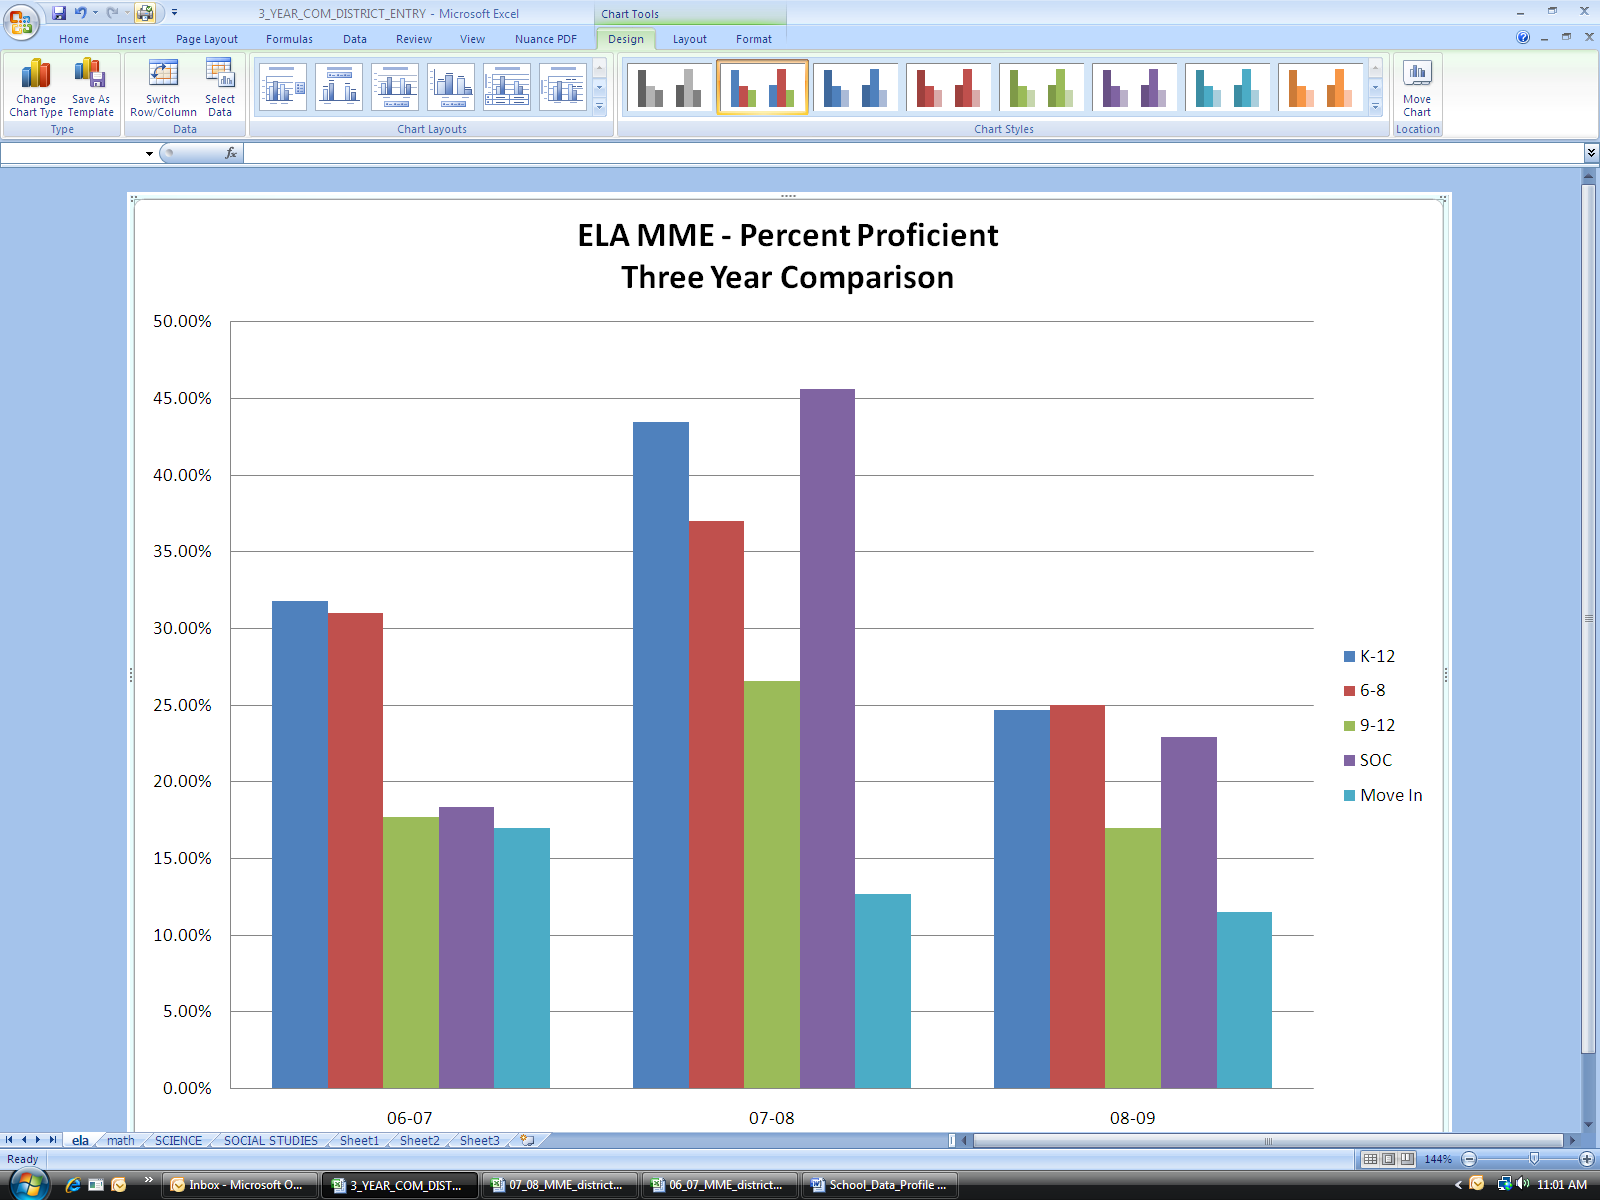 3_YEAR_COM_DISTRICT_ENTRY - Microsoft Excel
Chart Tools
Home Insert Page Layout Formulas Data Review View Nuance PDF Design Layout Format
Change Chart Type
Save As Template
Switch Row/Column
Select Data
Move Chart
Type Data Chart Layouts Chart Styles Location
fx
ELA MME - Percent Proficient
Three Year Comparison
50.00%
45.00%
40.00%
35.00%
30.00%
25.00%
20.00%
15.00%
10.00%
5.00%
0.00%
K-12
6-8
9-12
SOC
Move In
06-07 07-08 08-09
ela math SCIENCE SOCIAL STUDIES Sheet1 Sheet2 Sheet3
Ready 144%
Inbox - Microsoft O... 3_YEAR_COM_DIST... 07_08_MME_district... 06_07_MME_district... School_Data_Profile ... 11:01 AM